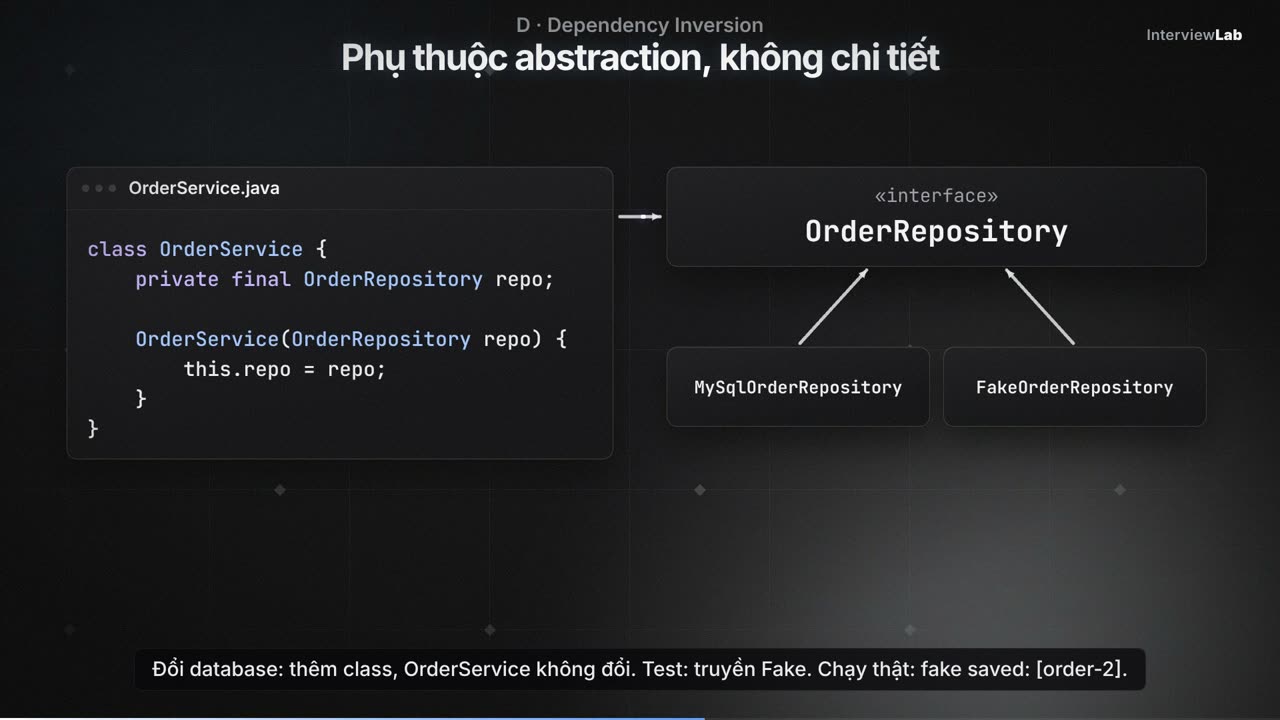 D · Dependency Inversion
Phụ thuộc abstraction, không chi tiết
InterviewLab
OrderService.java
class OrderService {
    private final OrderRepository repo;

    OrderService(OrderRepository repo) {
        this.repo = repo;
    }
}
«interface»
OrderRepository
MySqlOrderRepository
FakeOrderRepository
Đổi database: thêm class, OrderService không đổi. Test: truyền Fake. Chạy thật: fake saved: [order-2].